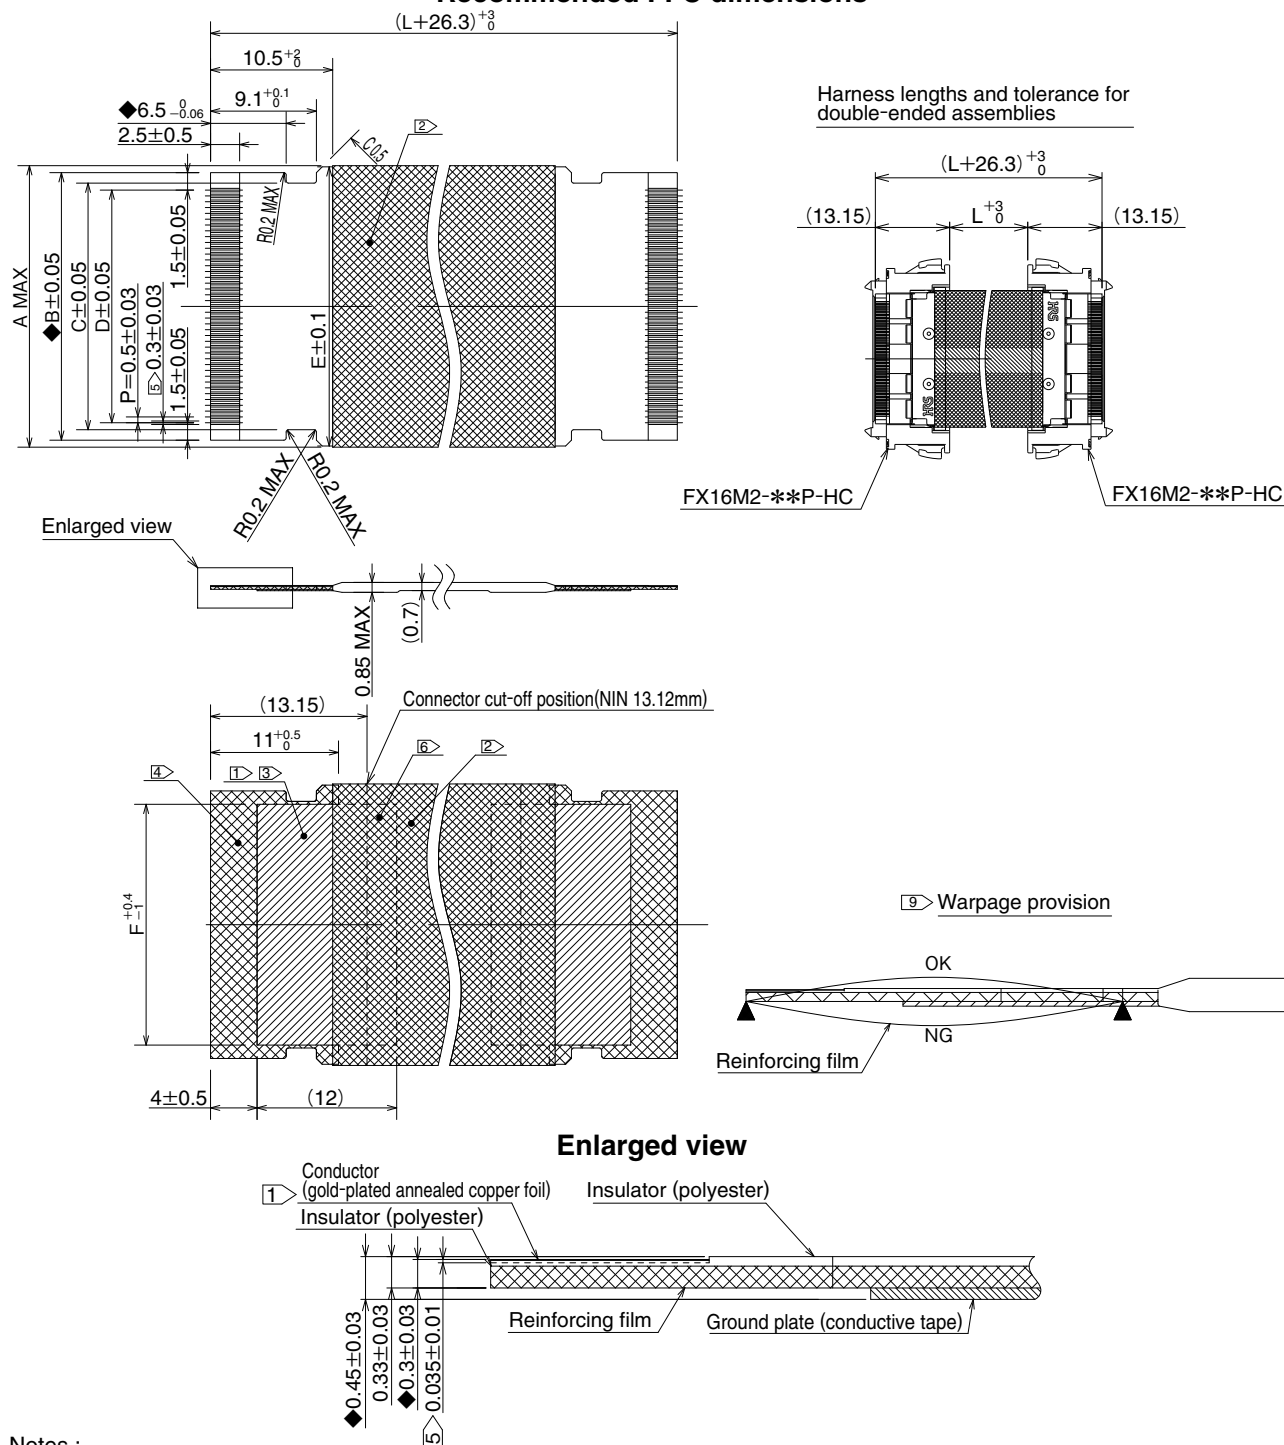 (L+26.3) +3 0
10.5 +2 0
9.1 +0.1 0
◆6.5 0 -0.06
2.5±0.5
C0.5
2
R0.2 MAX
A MAX
◆B±0.05
C±0.05
D±0.05
P=0.5±0.03
5 0.3±0.03
1.5±0.05
1.5±0.05
E±0.1
R0.2 MAX
R0.2 MAX
Harness lengths and tolerance for
double-ended assemblies
(L+26.3) +3 0
(13.15)
L +3 0
(13.15)
HRS
HRS
FX16M2-**P-HC
FX16M2-**P-HC
Enlarged view
0.85 MAX
(0.7)
(13.15)
Connector cut-off position(NIN 13.12mm)
11 +0.5 0
4
1 3
6
2
F +0.4 -1
4±0.5
(12)
9 Warpage provision
OK
NG
Reinforcing film
Enlarged view
Conductor
1 (gold-plated annealed copper foil)
Insulator (polyester)
Insulator (polyester)
Reinforcing film
Ground plate (conductive tape)
◆0.45±0.03
0.33±0.03
◆0.3±0.03
5 0.035±0.01